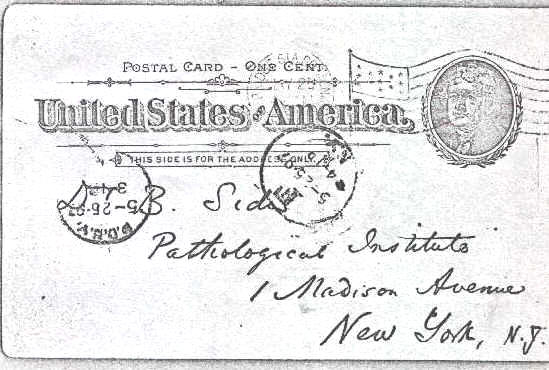 POSTAL CARD - ONE CENT.
United States of America.
THIS SIDE IS FOR THE ADDRESS ONLY.
Dr. B. Sidis
Pathological Institute
1 Madison Avenue
New York, N.Y.